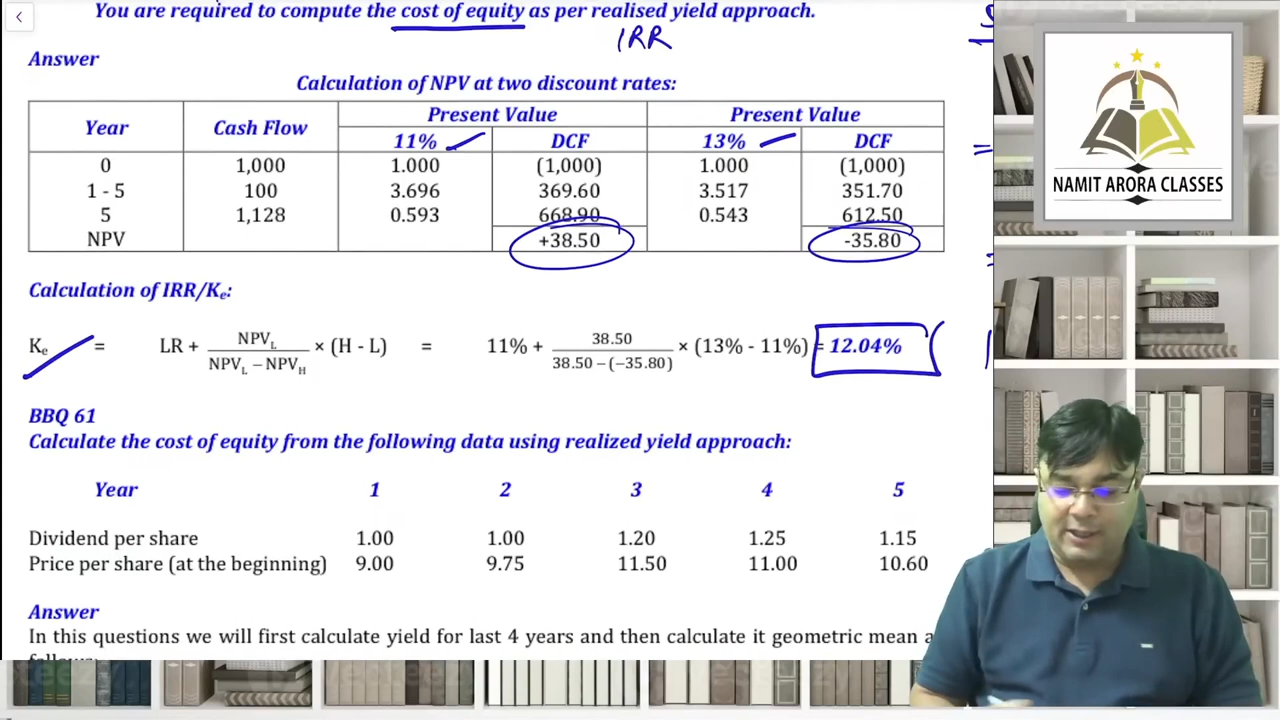 You are required to compute the cost of equity as per realised yield approach.
IRR
Answer
Calculation of NPV at two discount rates:
Year Cash Flow Present Value Present Value
11% DCF 13% DCF
0 1,000 1.000 (1,000) 1.000 (1,000)
1 - 5 100 3.696 369.60 3.517 351.70
5 1,128 0.593 668.90 0.543 612.50
NPV +38.50 -35.80
Calculation of IRR/Ke:
Ke = LR + NPVL / NPVL – NPVH × (H - L) = 11% + 38.50 / 38.50 – (–35.80) × (13% - 11%) = 12.04%
BBQ 61
Calculate the cost of equity from the following data using realized yield approach:
Year 1 2 3 4 5
Dividend per share 1.00 1.00 1.20 1.25 1.15
Price per share (at the beginning) 9.00 9.75 11.50 11.00 10.60
Answer
In this questions we will first calculate yield for last 4 years and then calculate it geometric mean a
NAMIT ARORA CLASSES